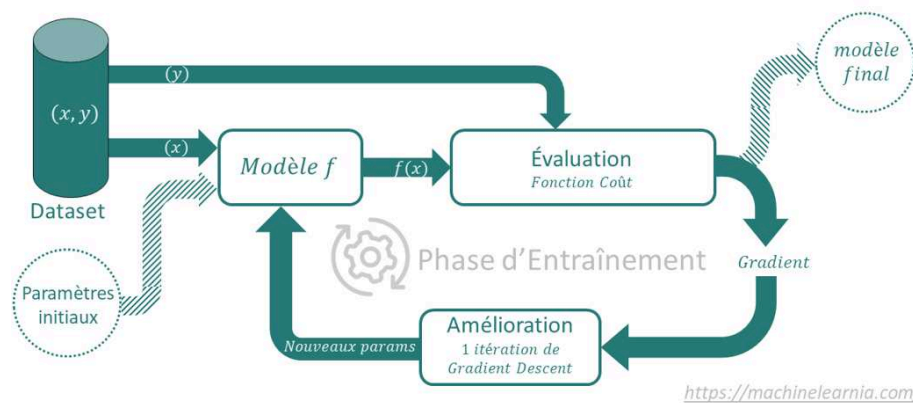 (y)
modèle
final
(x, y)
(x)
Modèle f
f(x)
Évaluation
Fonction Coût
Dataset
Phase d'Entraînement
Gradient
Paramètres
initiaux
Nouveaux params
Amélioration
1 itération de
Gradient Descent
https://machinelearnia.com